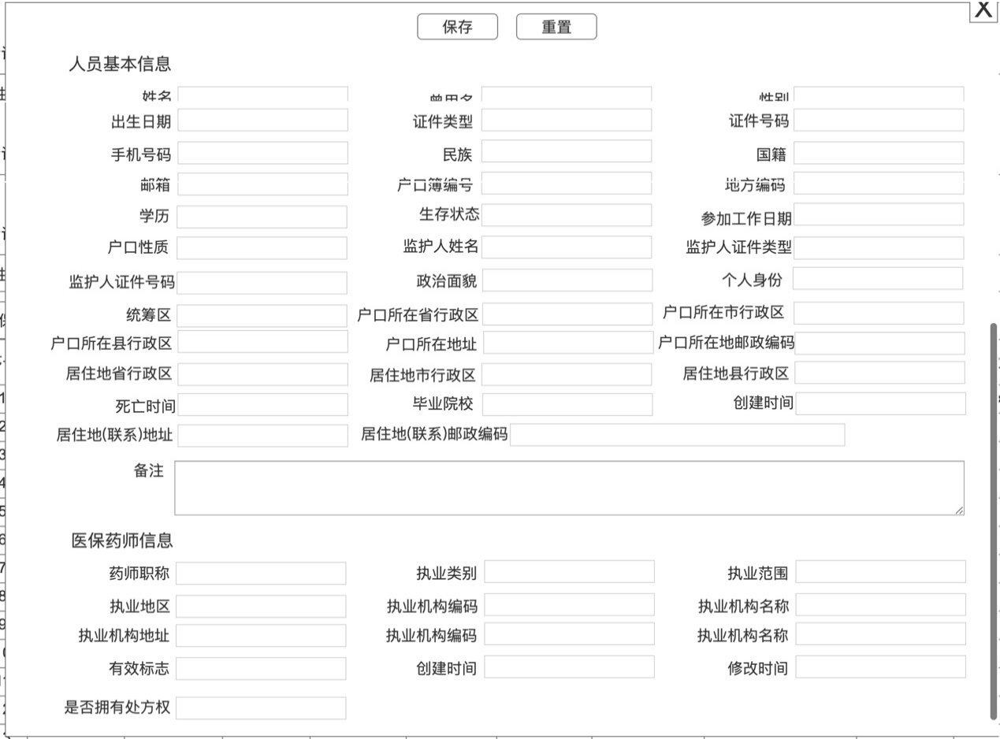 X
保存 重置
人员基本信息
姓名 曾用名 性别
出生日期 证件类型 证件号码
手机号码 民族 国籍
邮箱 户口簿编号 地方编码
学历 生存状态 参加工作日期
户口性质 监护人姓名 监护人证件类型
监护人证件号码 政治面貌 个人身份
统筹区 户口所在省行政区 户口所在市行政区
户口所在县行政区 户口所在地址 户口所在地邮政编码
居住地省行政区 居住地市行政区 居住地县行政区
死亡时间 毕业院校 创建时间
居住地(联系)地址 居住地(联系)邮政编码
备注
医保药师信息
药师职称 执业类别 执业范围
执业地区 执业机构编码 执业机构名称
执业机构地址 执业机构编码 执业机构名称
有效标志 创建时间 修改时间
是否拥有处方权